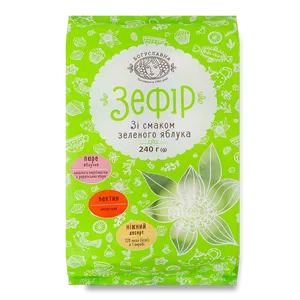 БОГУСЛАВНА
ЗЕФІР
Зі смаком
зеленого яблука
240 г (g)
пюре
яблучне
пектин
ніжний
десерт